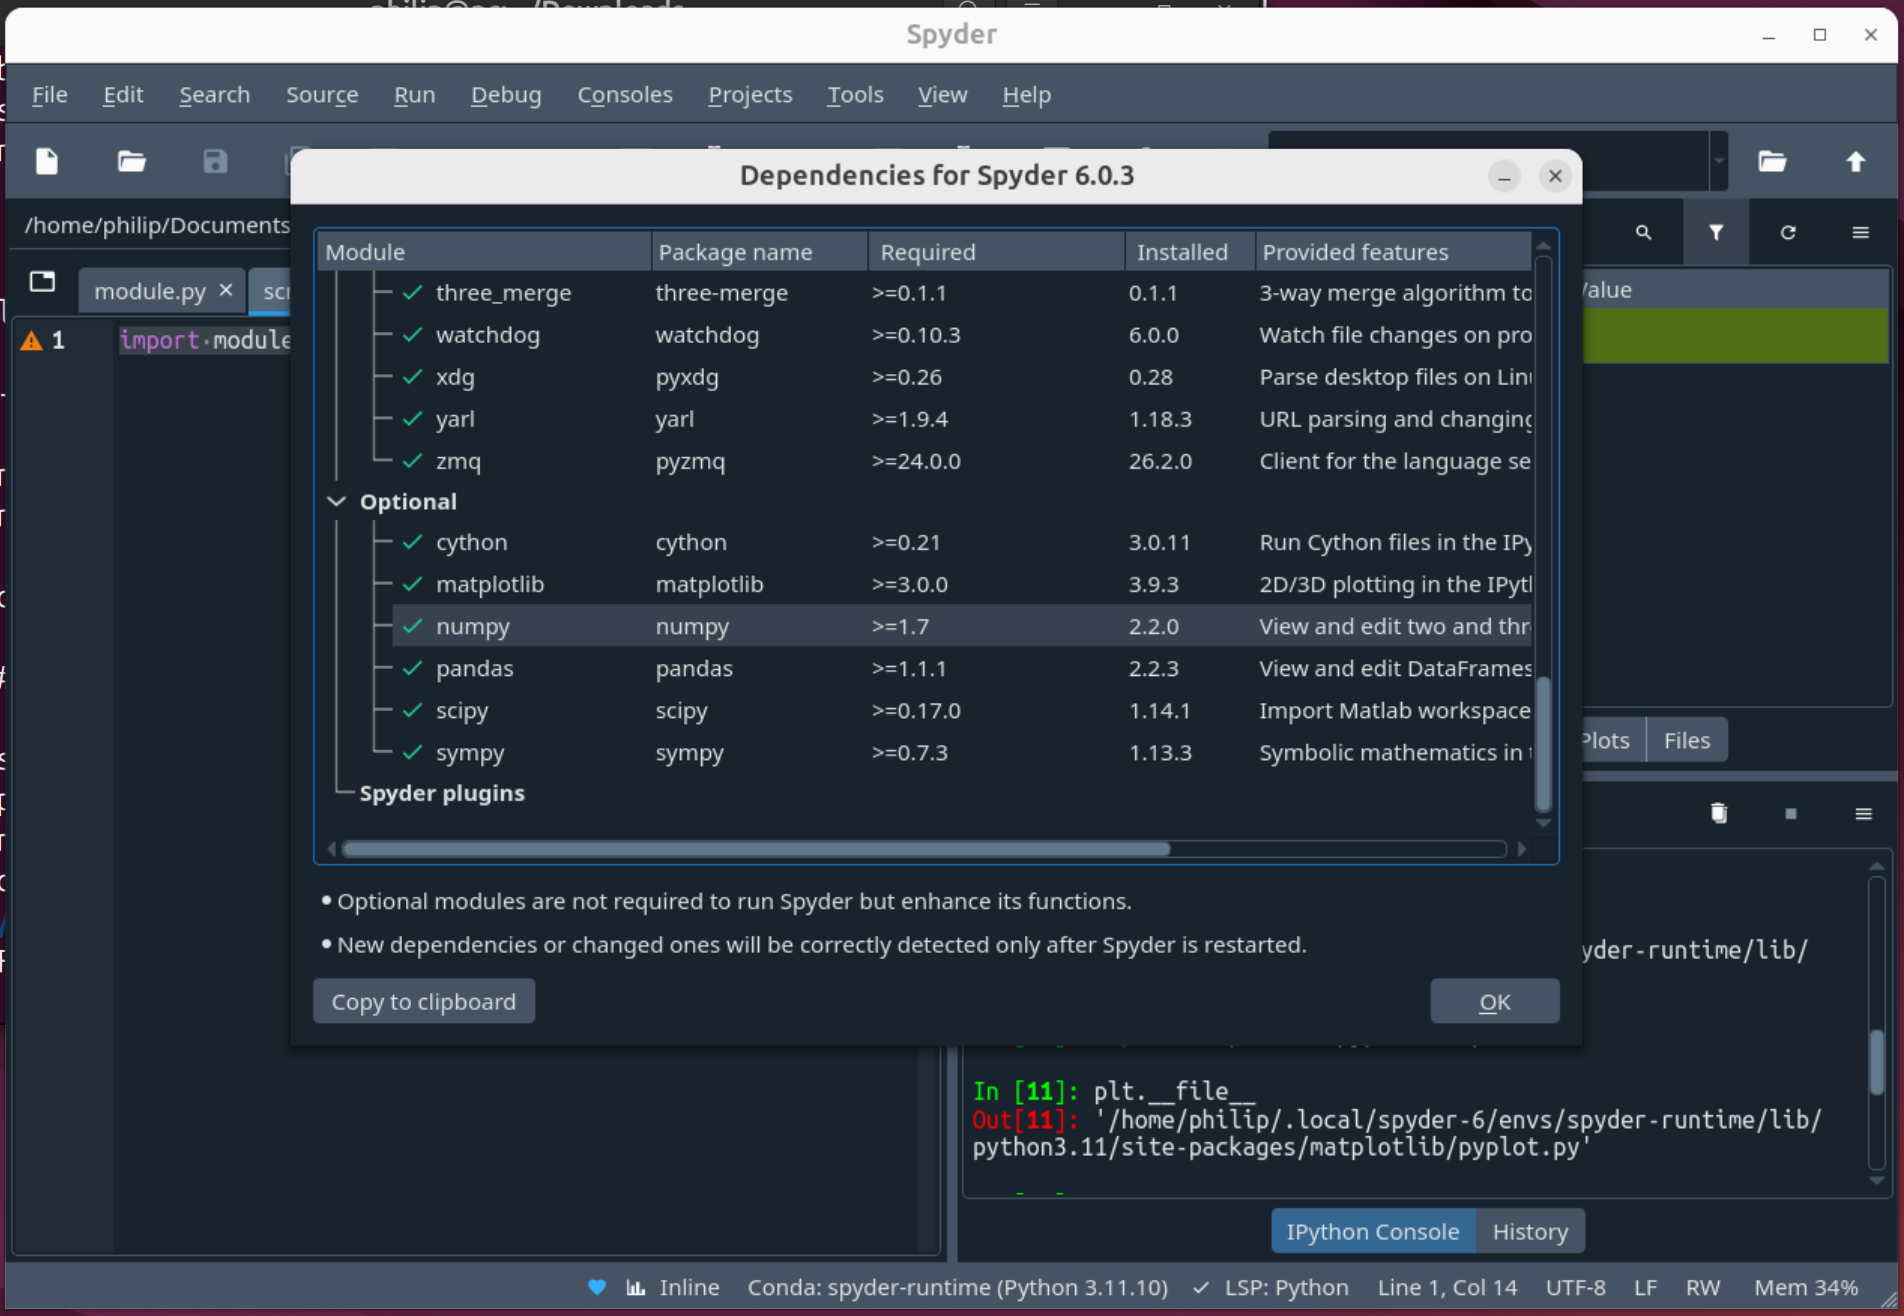 Spyder
File Edit Search Source Run Debug Consoles Projects Tools View Help
Dependencies for Spyder 6.0.3
/home/philip/Documents
module.py
1 import module
Module Package name Required Installed Provided features
three_merge three-merge >=0.1.1 0.1.1 3-way merge algorithm to
watchdog watchdog >=0.10.3 6.0.0 Watch file changes on pro
xdg pyxdg >=0.26 0.28 Parse desktop files on
yarl yarl >=1.9.4 1.18.3 URL parsing and changing
zmq pyzmq >=24.0.0 26.2.0 Client for the language se
Optional
cython cython >=0.21 3.0.11 Run Cython files in the IPy
matplotlib matplotlib >=3.0.0 3.9.3 2D/3D plotting in the
numpy numpy >=1.7 2.2.0 View and edit two and thr
pandas pandas >=1.1.1 2.2.3 View and edit DataFrames
scipy scipy >=0.17.0 1.14.1 Import Matlab workspace
sympy sympy >=0.7.3 1.13.3 Symbolic mathematics in
Spyder plugins
• Optional modules are not required to run Spyder but enhance its functions.
• New dependencies or changed ones will be correctly detected only after Spyder is restarted.
Copy to clipboard OK
Value
Plots Files
yder-runtime/lib/
In [11]: plt.__file__
Out[11]: '/home/philip/.local/spyder-6/envs/spyder-runtime/lib/
python3.11/site-packages/matplotlib/pyplot.py'
IPython Console History
Inline Conda: spyder-runtime (Python 3.11.10) ✓ LSP: Python Line 1, Col 14 UTF-8 LF RW Mem 34%